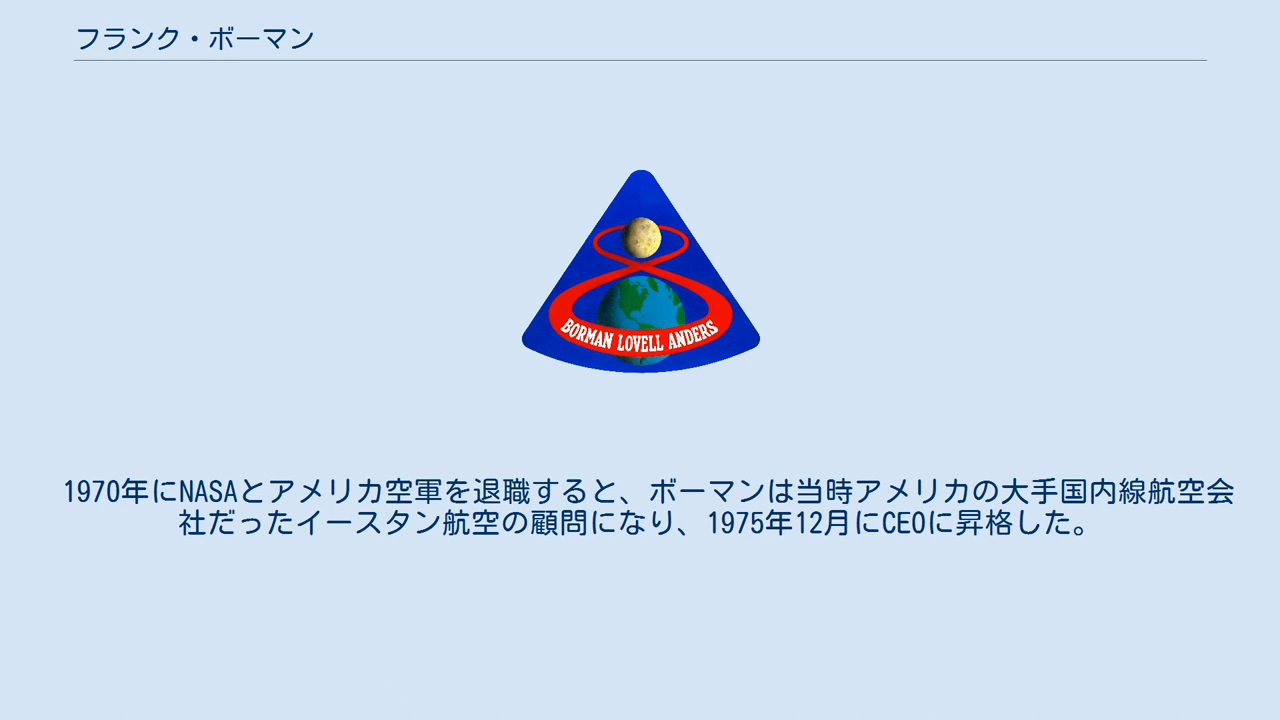 フランク・ボーマン
BORMAN LOVELL ANDERS
1970年にNASAとアメリカ空軍を退職すると、ボーマンは当時アメリカの大手国内線航空会
社だったイースタン航空の顧問になり、1975年12月にCEOに昇格した。